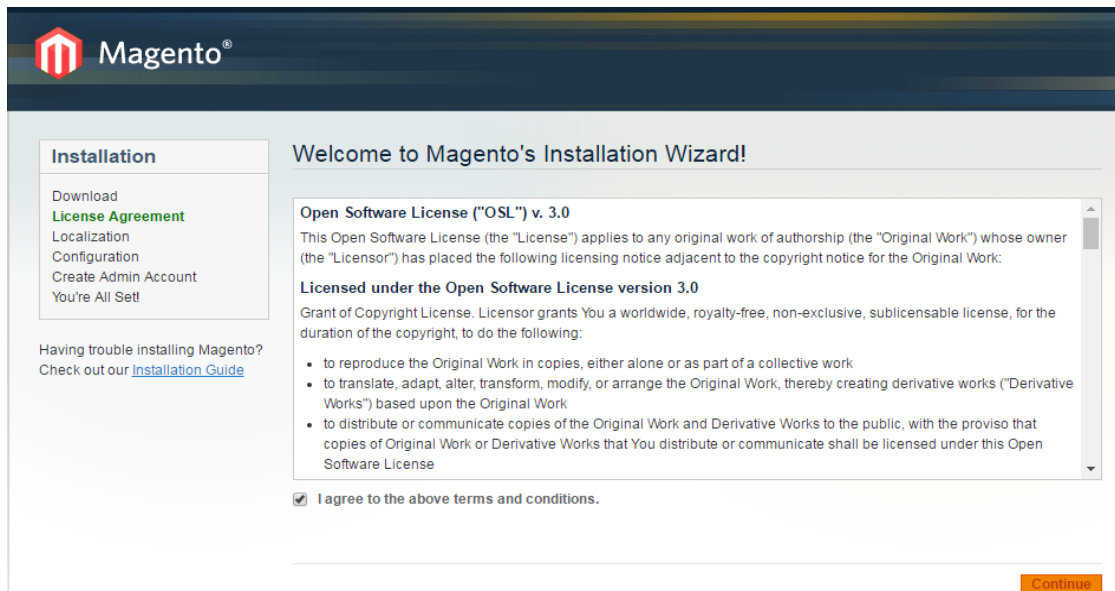 Magento®
Installation
Download
License Agreement
Localization
Configuration
Create Admin Account
You're All Set!
Having trouble installing Magento?
Check out our Installation Guide
Welcome to Magento's Installation Wizard!
Open Software License ("OSL") v. 3.0
This Open Software License (the "License") applies to any original work of authorship (the "Original Work") whose owner
(the "Licensor") has placed the following licensing notice adjacent to the copyright notice for the Original Work:
Licensed under the Open Software License version 3.0
Grant of Copyright License. Licensor grants You a worldwide, royalty-free, non-exclusive, sublicensable license, for the
duration of the copyright, to do the following:
• to reproduce the Original Work in copies, either alone or as part of a collective work
• to translate, adapt, alter, transform, modify, or arrange the Original Work, thereby creating derivative works ("Derivative
Works") based upon the Original Work
• to distribute or communicate copies of the Original Work and Derivative Works to the public, with the proviso that
copies of Original Work or Derivative Works that You distribute or communicate shall be licensed under this Open
Software License
I agree to the above terms and conditions.
Continue